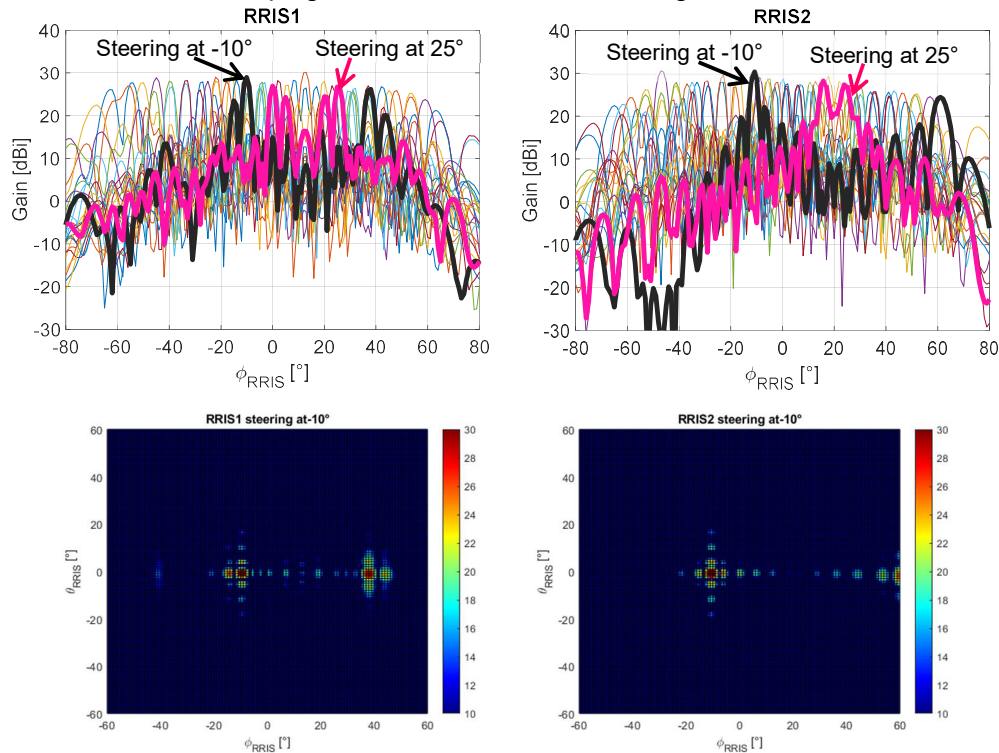 RRIS1
RRIS2
Steering at -10°
Steering at 25°
Steering at -10°
Steering at 25°
40
30
20
10
0
-10
-20
-30
Gain [dBi]
-80 -60 -40 -20 0 20 40 60 80
ϕRRIS [°]
40
30
20
10
0
-10
-20
-30
Gain [dBi]
-80 -60 -40 -20 0 20 40 60 80
ϕRRIS [°]
RRIS1 steering at-10°
60
40
20
0
-20
-40
-60
θRRIS [°]
-60 -40 -20 0 20 40 60
ϕRRIS [°]
30
28
26
24
22
20
18
16
14
12
10
RRIS2 steering at-10°
60
40
20
0
-20
-40
-60
θRRIS [°]
-60 -40 -20 0 20 40 60
ϕRRIS [°]
30
28
26
24
22
20
18
16
14
12
10